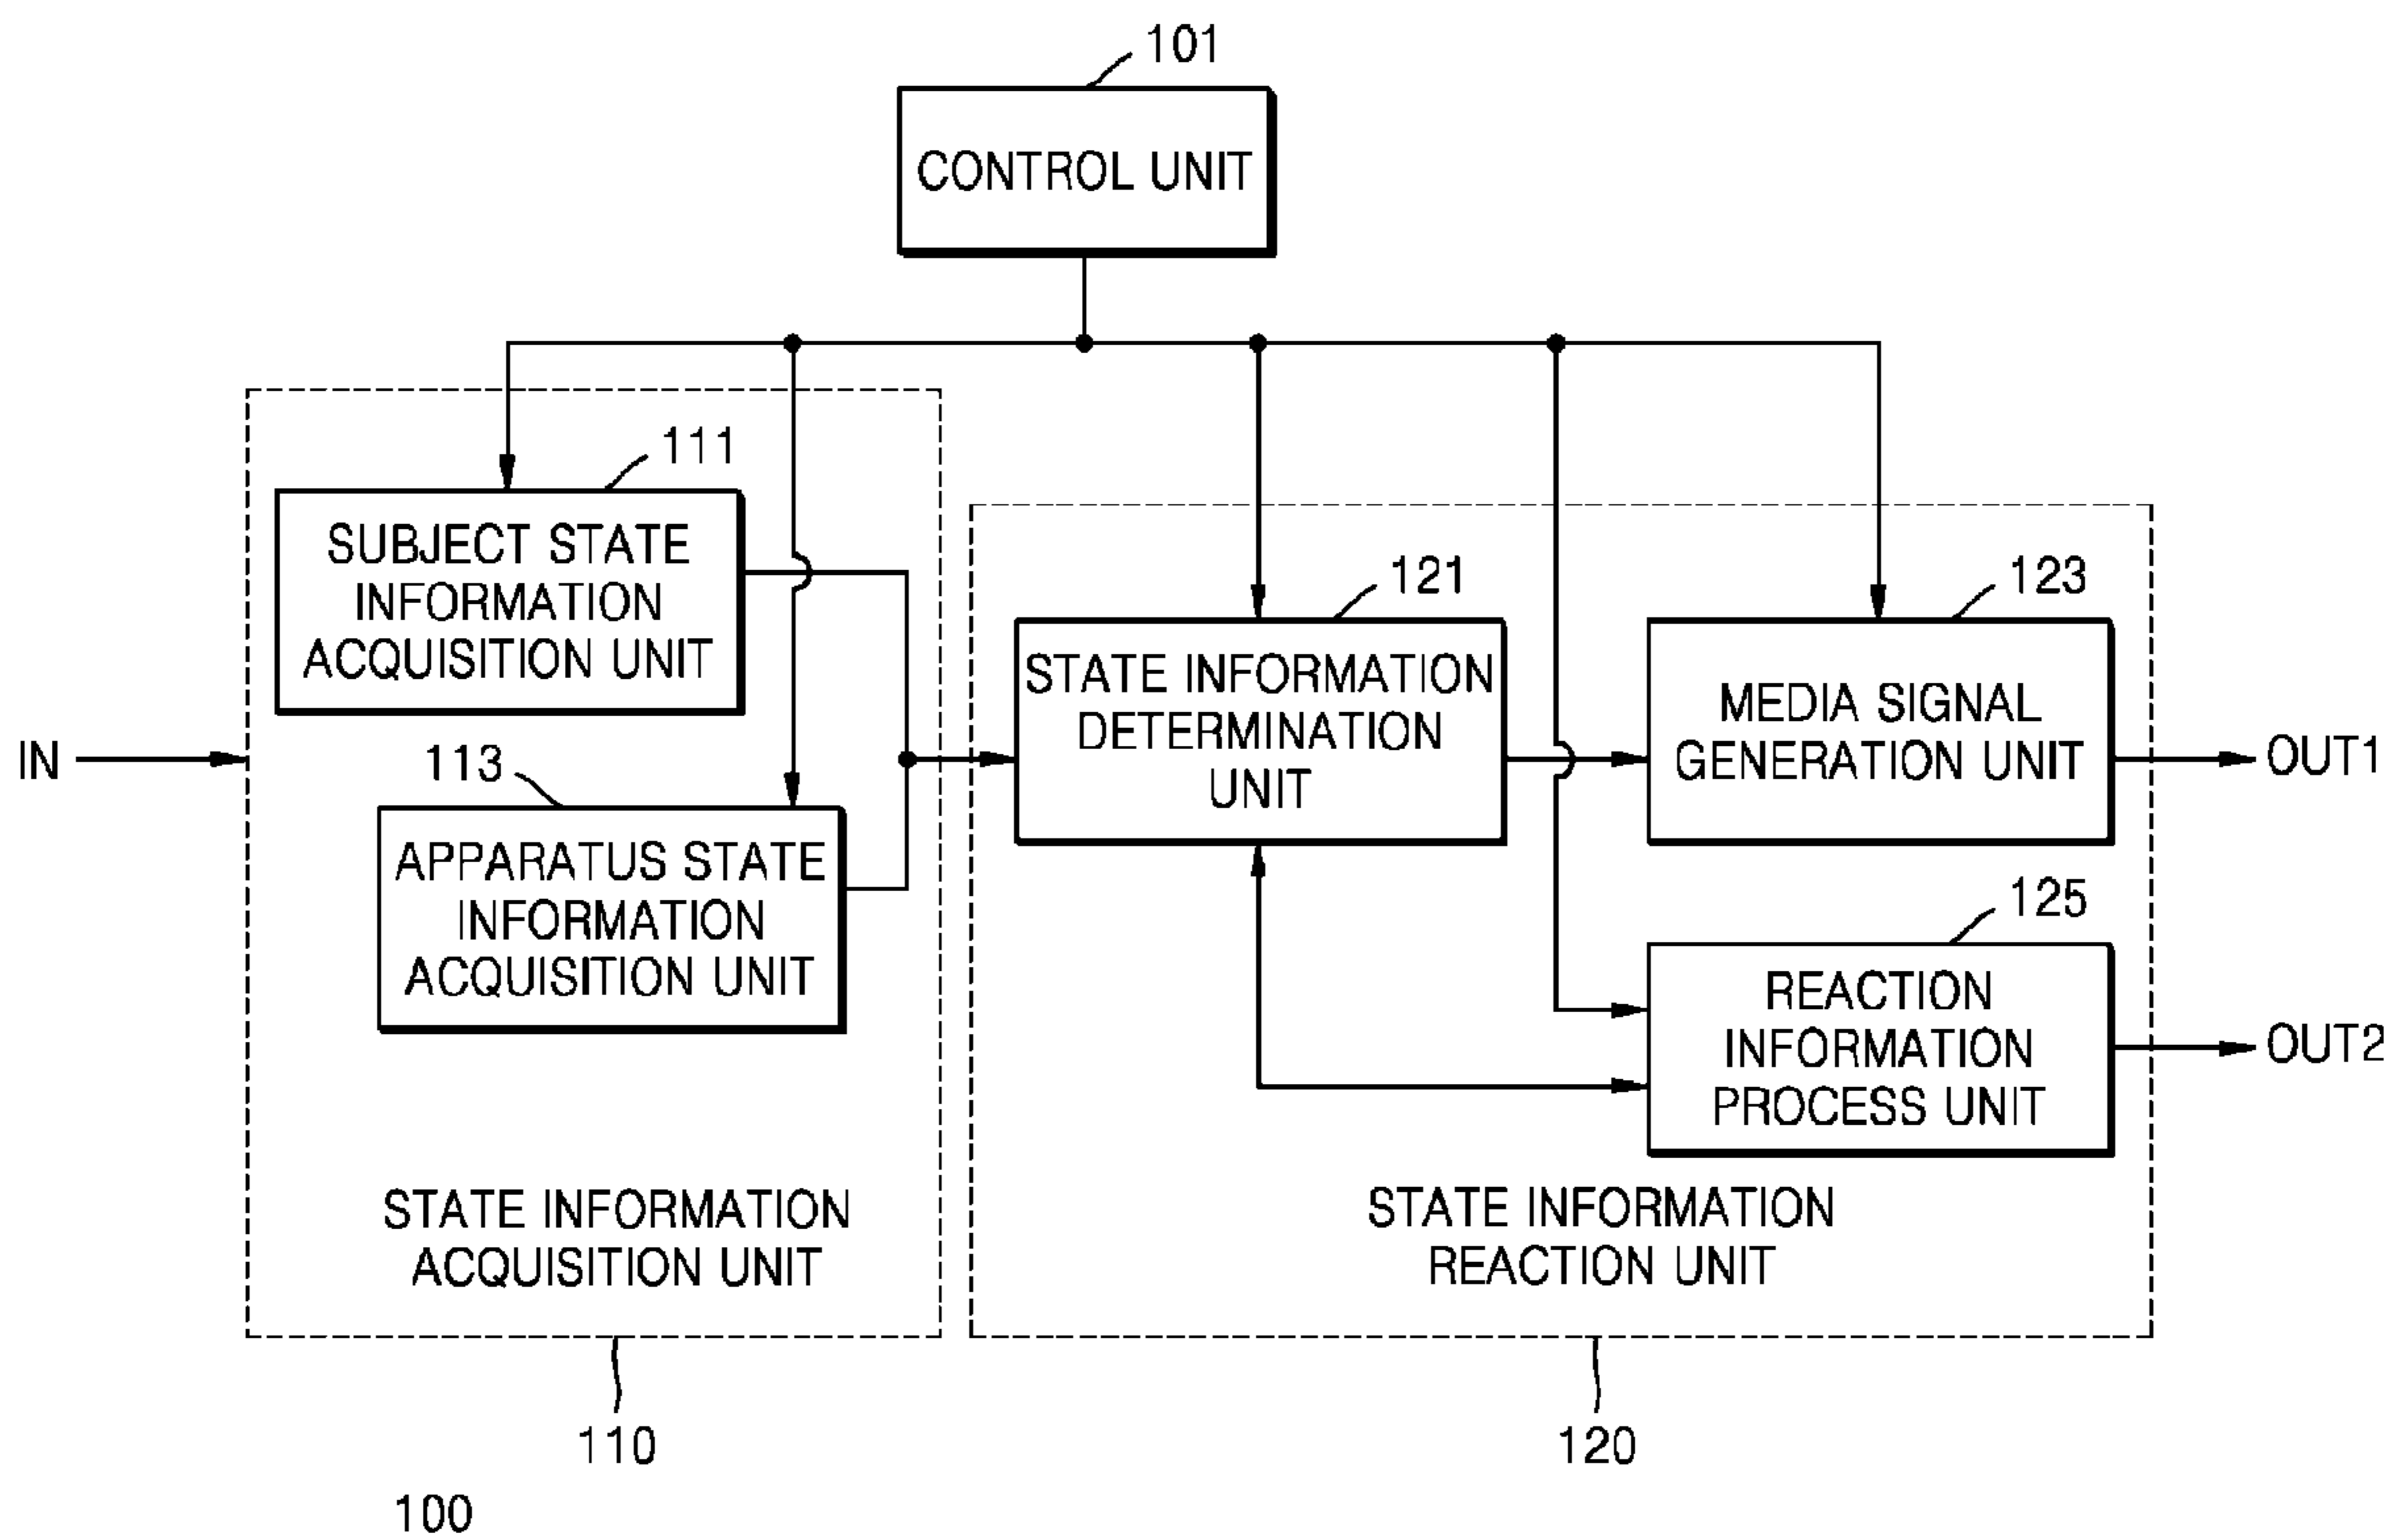 101
CONTROL UNIT
111
SUBJECT STATE
INFORMATION
ACQUISITION UNIT
IN
113
APPARATUS STATE
INFORMATION
ACQUISITION UNIT
STATE INFORMATION
ACQUISITION UNIT
110
121
STATE INFORMATION
DETERMINATION
UNIT
123
MEDIA SIGNAL
GENERATION UNIT
OUT1
125
REACTION
INFORMATION
PROCESS UNIT
OUT2
STATE INFORMATION
REACTION UNIT
120
100